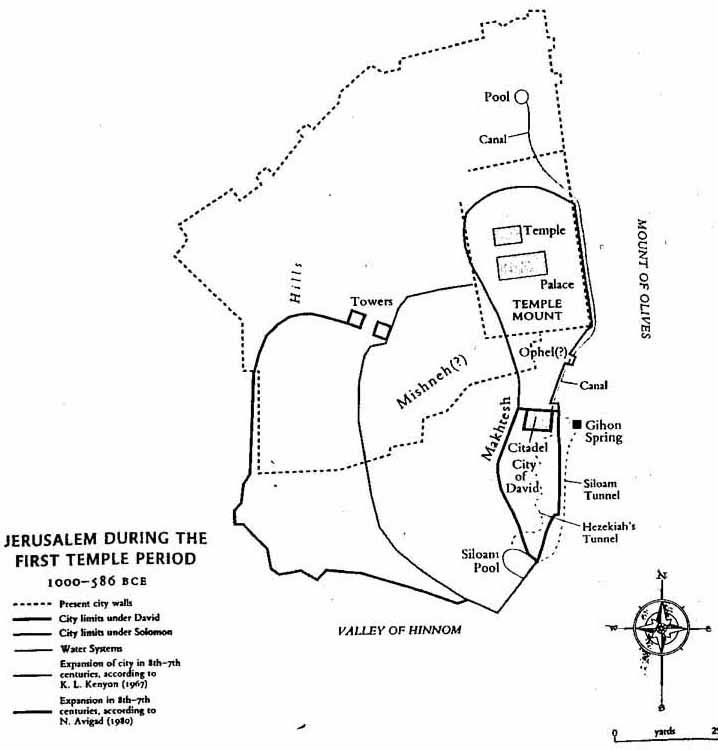 Pool
Canal
Temple
Palace
TEMPLE
MOUNT
MOUNT OF OLIVES
Hills
Towers
Ophel(?)
Mishneh(?)
Canal
Makhtesh
Gihon
Spring
Citadel
City
of
David
Siloam
Tunnel
Hezekiah's
Tunnel
Siloam
Pool
VALLEY OF HINNOM
JERUSALEM DURING THE
FIRST TEMPLE PERIOD
1000–586 BCE
Present city walls
City limits under David
City limits under Solomon
Water Systems
Expansion of city in 8th–7th
centuries, according to
K. L. Kenyon (1967)
Expansion in 8th–7th
centuries, according to
N. Avigad (1980)
N
W
E
S
0 yards